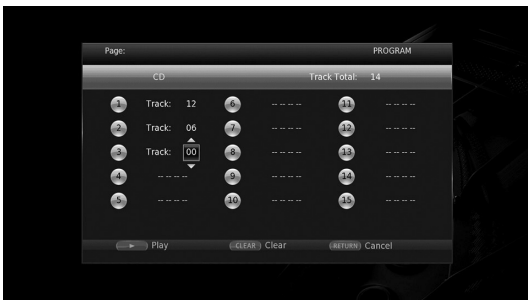 Page: PROGRAM
CD Track Total: 14
1 Track: 12 6 -- -- -- -- 11 -- -- -- --
2 Track: 06 7 -- -- -- -- 12 -- -- -- --
3 Track: 00 8 -- -- -- -- 13 -- -- -- --
4 -- -- -- -- 9 -- -- -- -- 14 -- -- -- --
5 -- -- -- -- 10 -- -- -- -- 15 -- -- -- --
Play CLEAR Clear RETURN Cancel